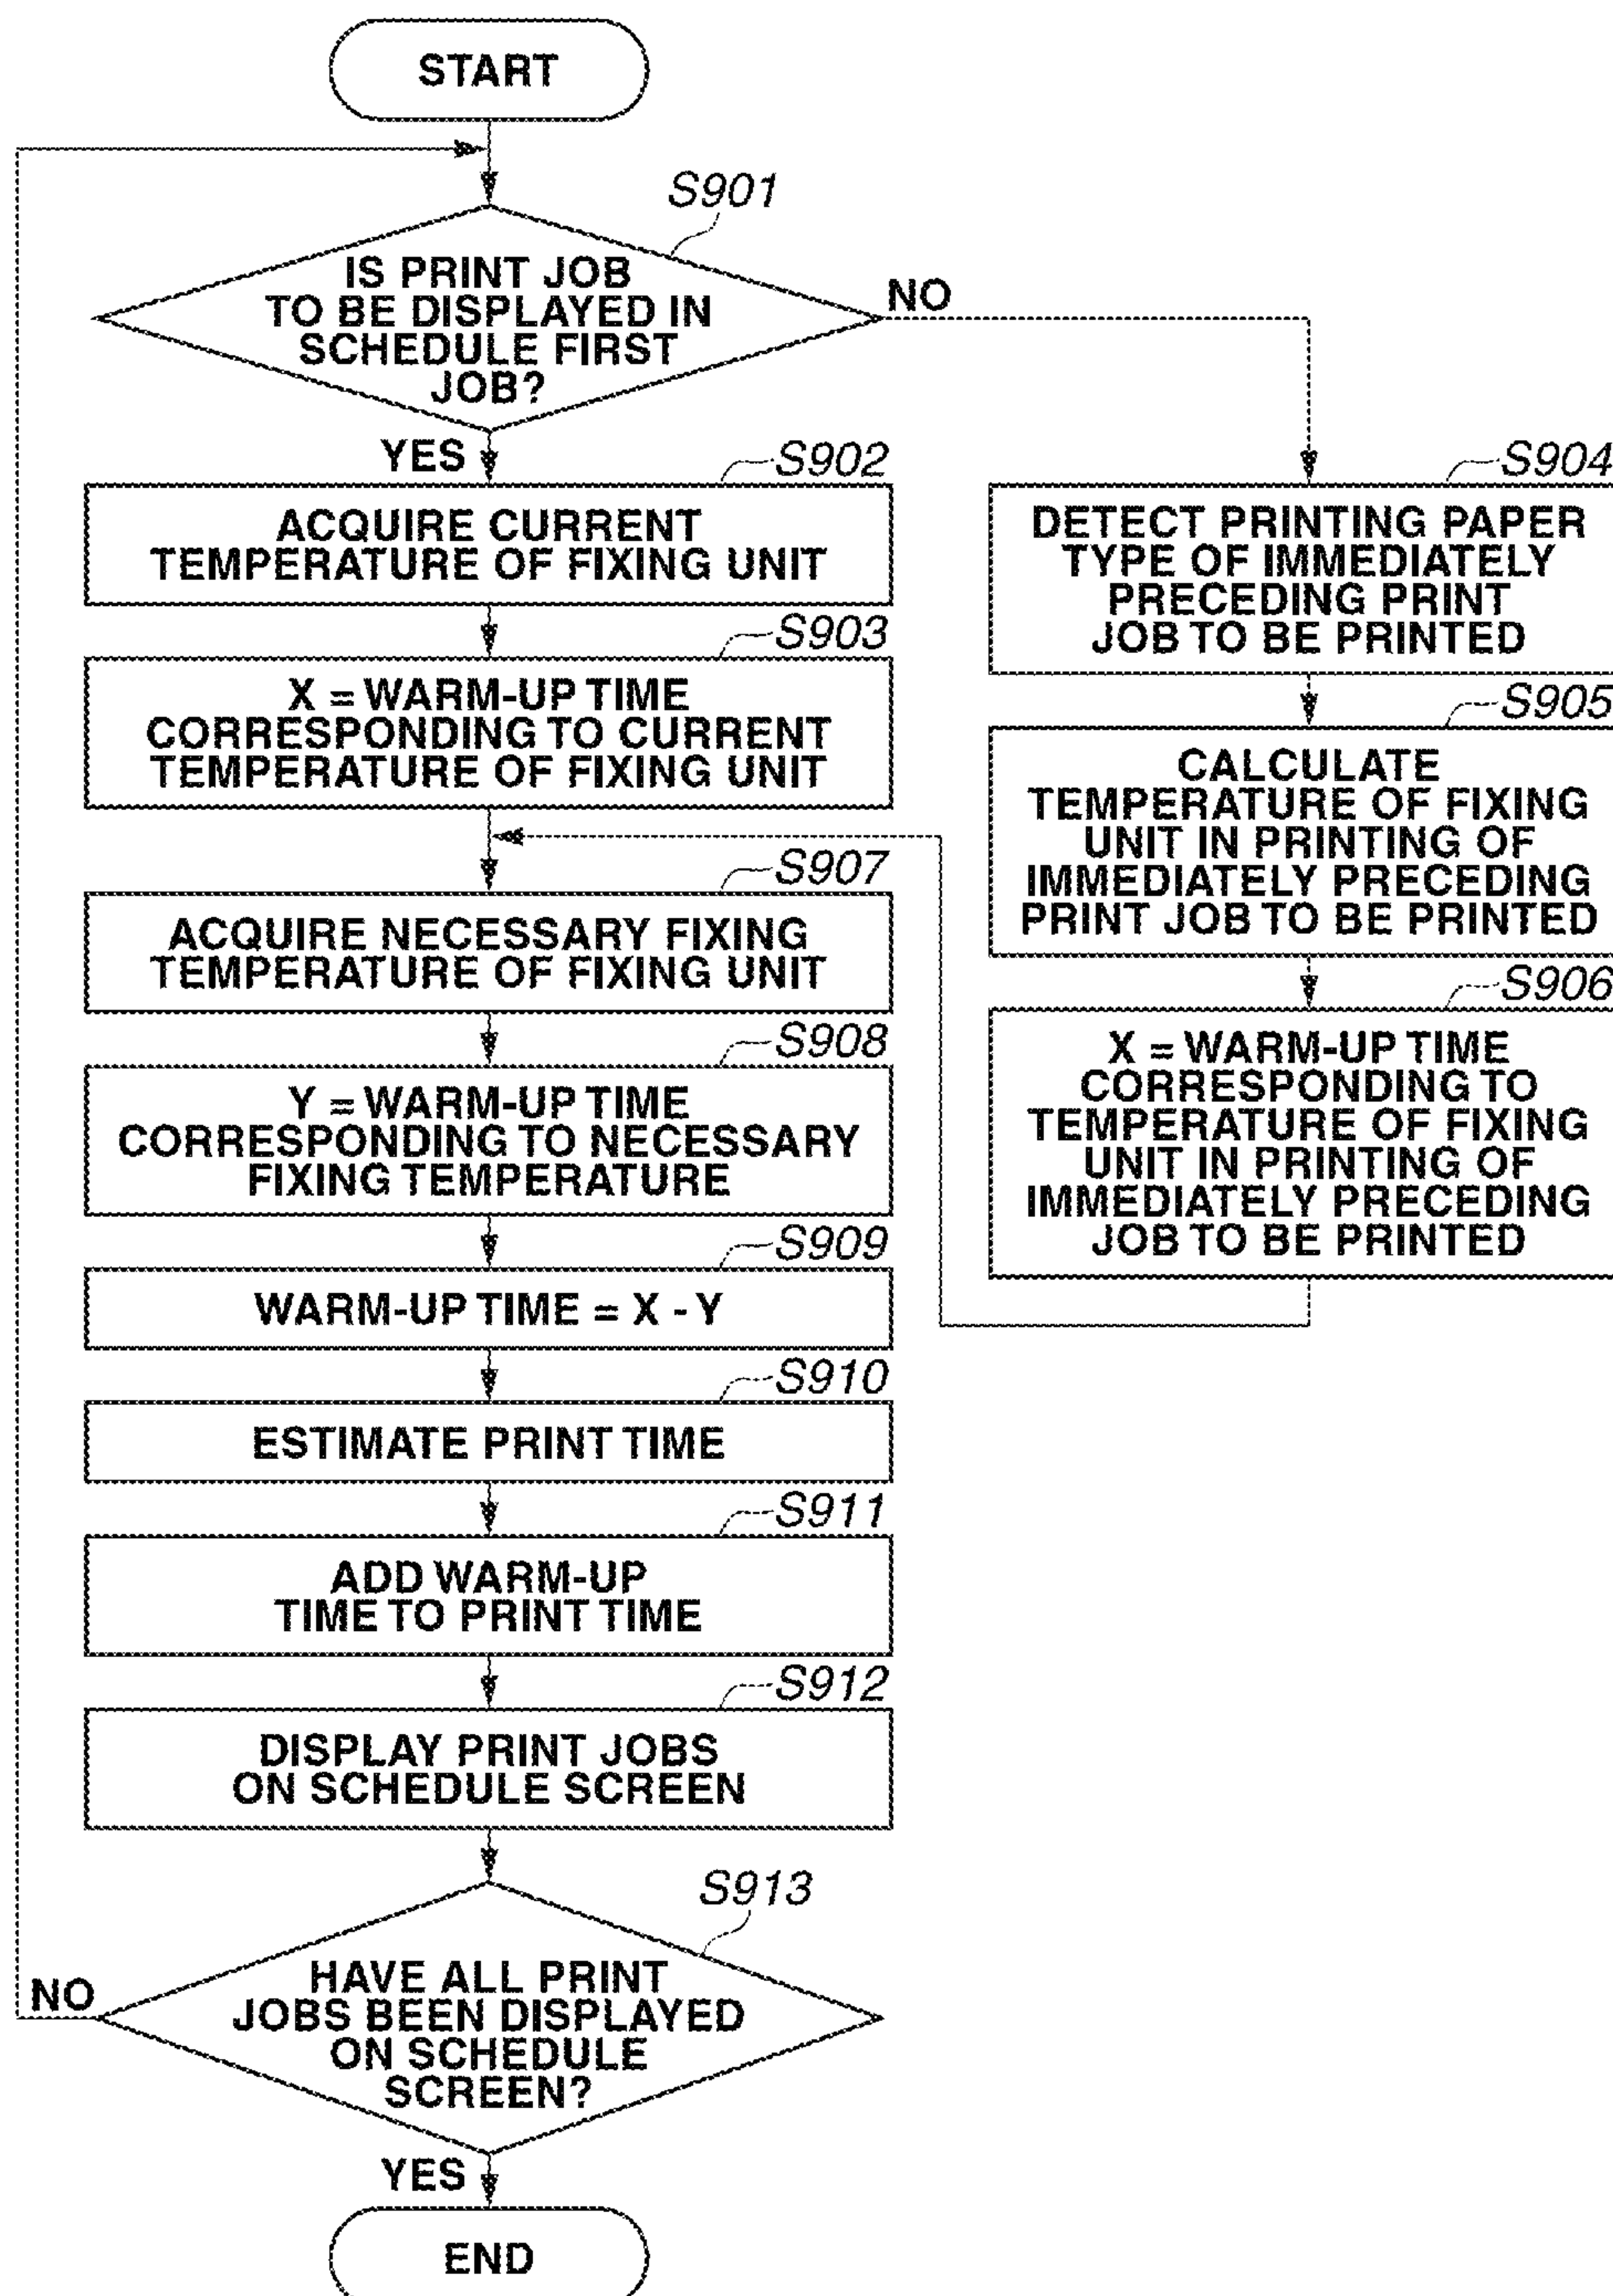 START
S901
IS PRINT JOB
TO BE DISPLAYED IN
SCHEDULE FIRST
JOB?
NO
YES
S902
ACQUIRE CURRENT
TEMPERATURE OF FIXING UNIT
S903
X = WARM-UP TIME
CORRESPONDING TO CURRENT
TEMPERATURE OF FIXING UNIT
S904
DETECT PRINTING PAPER
TYPE OF IMMEDIATELY
PRECEDING PRINT
JOB TO BE PRINTED
S905
CALCULATE
TEMPERATURE OF FIXING
UNIT IN PRINTING OF
IMMEDIATELY PRECEDING
PRINT JOB TO BE PRINTED
S906
X = WARM-UP TIME
CORRESPONDING TO
TEMPERATURE OF FIXING
UNIT IN PRINTING OF
IMMEDIATELY PRECEDING
JOB TO BE PRINTED
S907
ACQUIRE NECESSARY FIXING
TEMPERATURE OF FIXING UNIT
S908
Y = WARM-UP TIME
CORRESPONDING TO NECESSARY
FIXING TEMPERATURE
S909
WARM-UP TIME = X - Y
S910
ESTIMATE PRINT TIME
S911
ADD WARM-UP
TIME TO PRINT TIME
S912
DISPLAY PRINT JOBS
ON SCHEDULE SCREEN
S913
HAVE ALL PRINT
JOBS BEEN DISPLAYED
ON SCHEDULE
SCREEN?
NO
YES
END